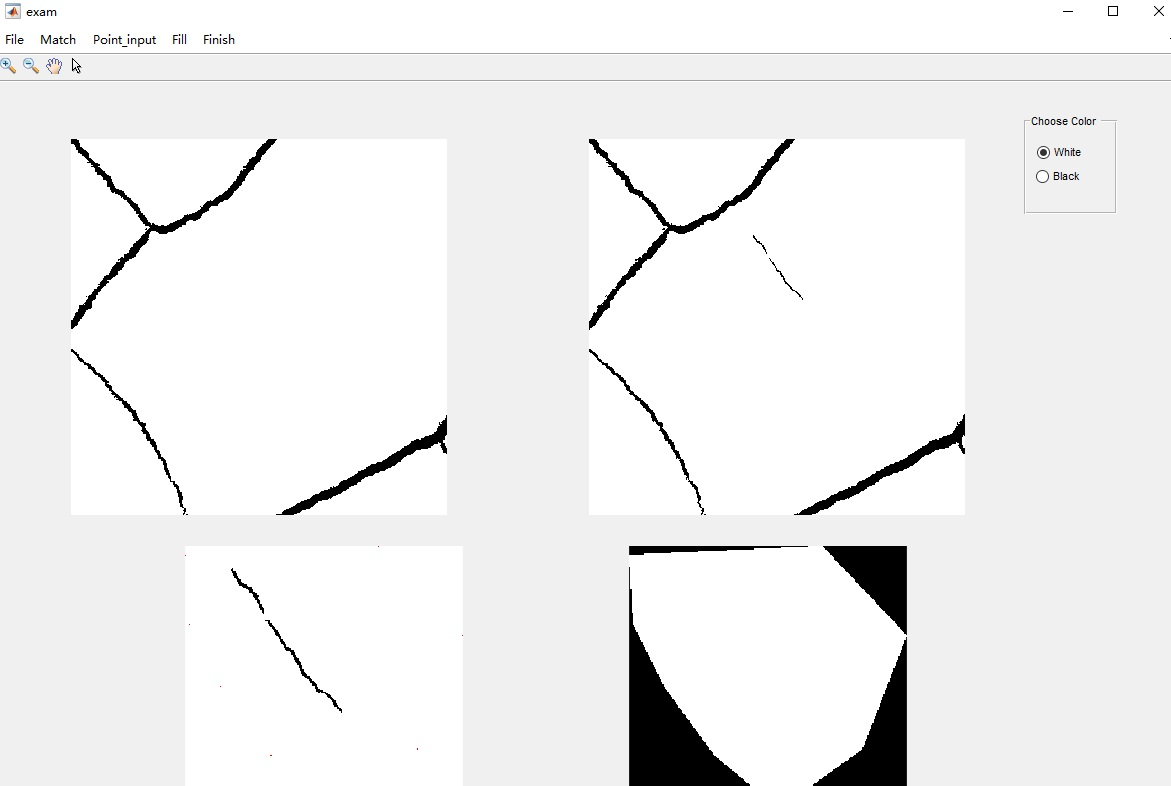 exam
File Match Point_input Fill Finish
Choose Color
White
Black